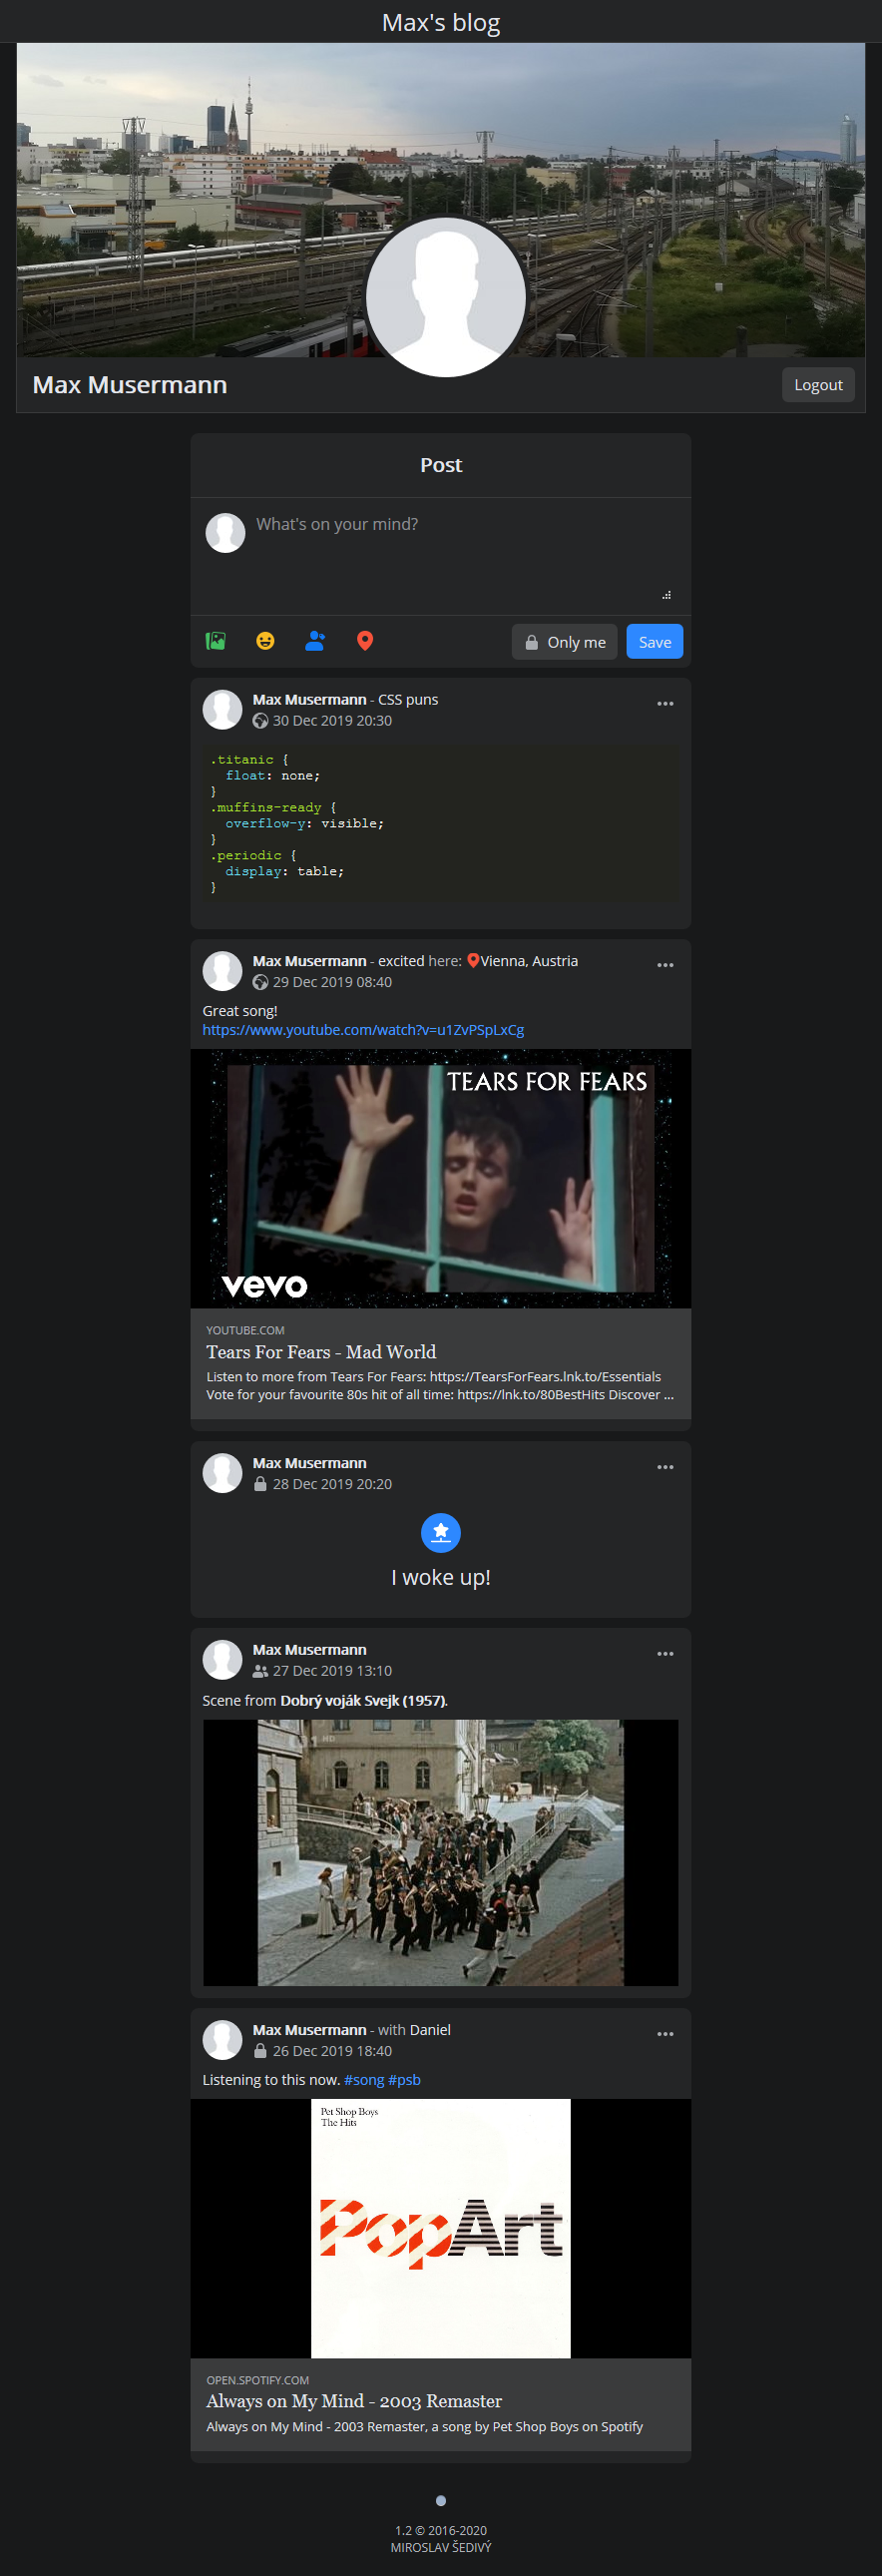 Max's blog
Max Musermann
Logout
Post
What's on your mind?
Only me
Save
Max Musermann - CSS puns
30 Dec 2019 20:30
.titanic {
  float: none;
}
.muffins-ready {
  overflow-y: visible;
}
.periodic {
  display: table;
}
Max Musermann - excited here: Vienna, Austria
29 Dec 2019 08:40
Great song!
https://www.youtube.com/watch?v=u1ZvPSpLxCg
TEARS FOR FEARS
vevo
YOUTUBE.COM
Tears For Fears - Mad World
Listen to more from Tears For Fears: https://TearsForFears.lnk.to/Essentials
Vote for your favourite 80s hit of all time: https://lnk.to/80BestHits Discover ...
Max Musermann
28 Dec 2019 20:20
I woke up!
Max Musermann
27 Dec 2019 13:10
Scene from Dobrý voják Svejk (1957).
HD
Max Musermann - with Daniel
26 Dec 2019 18:40
Listening to this now. #song #psb
Pet Shop Boys
The Hits
PopArt
OPEN.SPOTIFY.COM
Always on My Mind - 2003 Remaster
Always on My Mind - 2003 Remaster, a song by Pet Shop Boys on Spotify
1.2 © 2016-2020
MIROSLAV ŠEDIVÝ